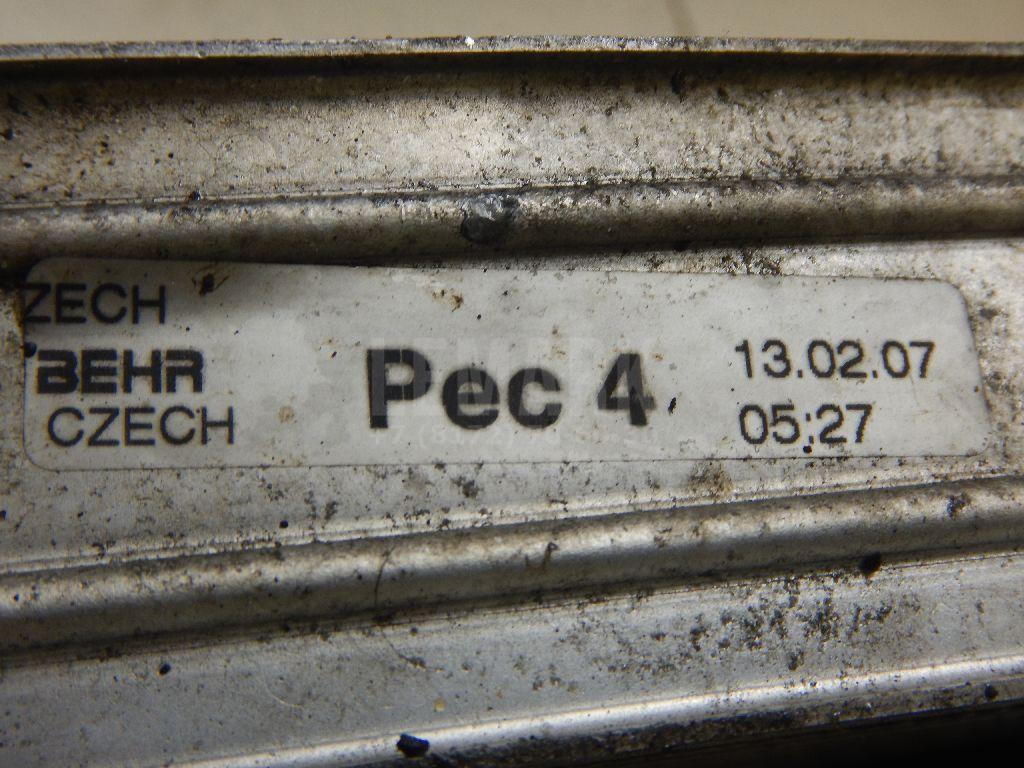 ZECH
BEHR
CZECH
Pec 4
13.02.07
05:27